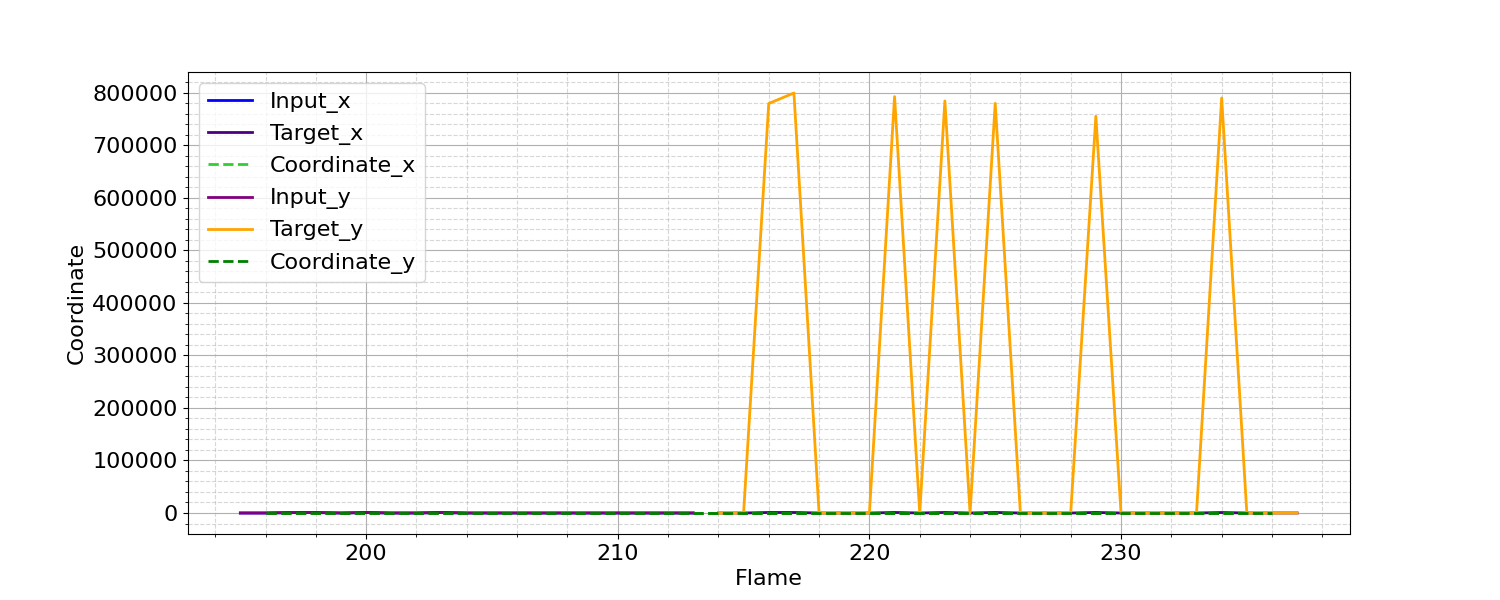 800000
700000
600000
500000
400000
300000
200000
100000
0
Coordinate
Input_x
Target_x
Coordinate_x
Input_y
Target_y
Coordinate_y
200 210 220 230
Flame